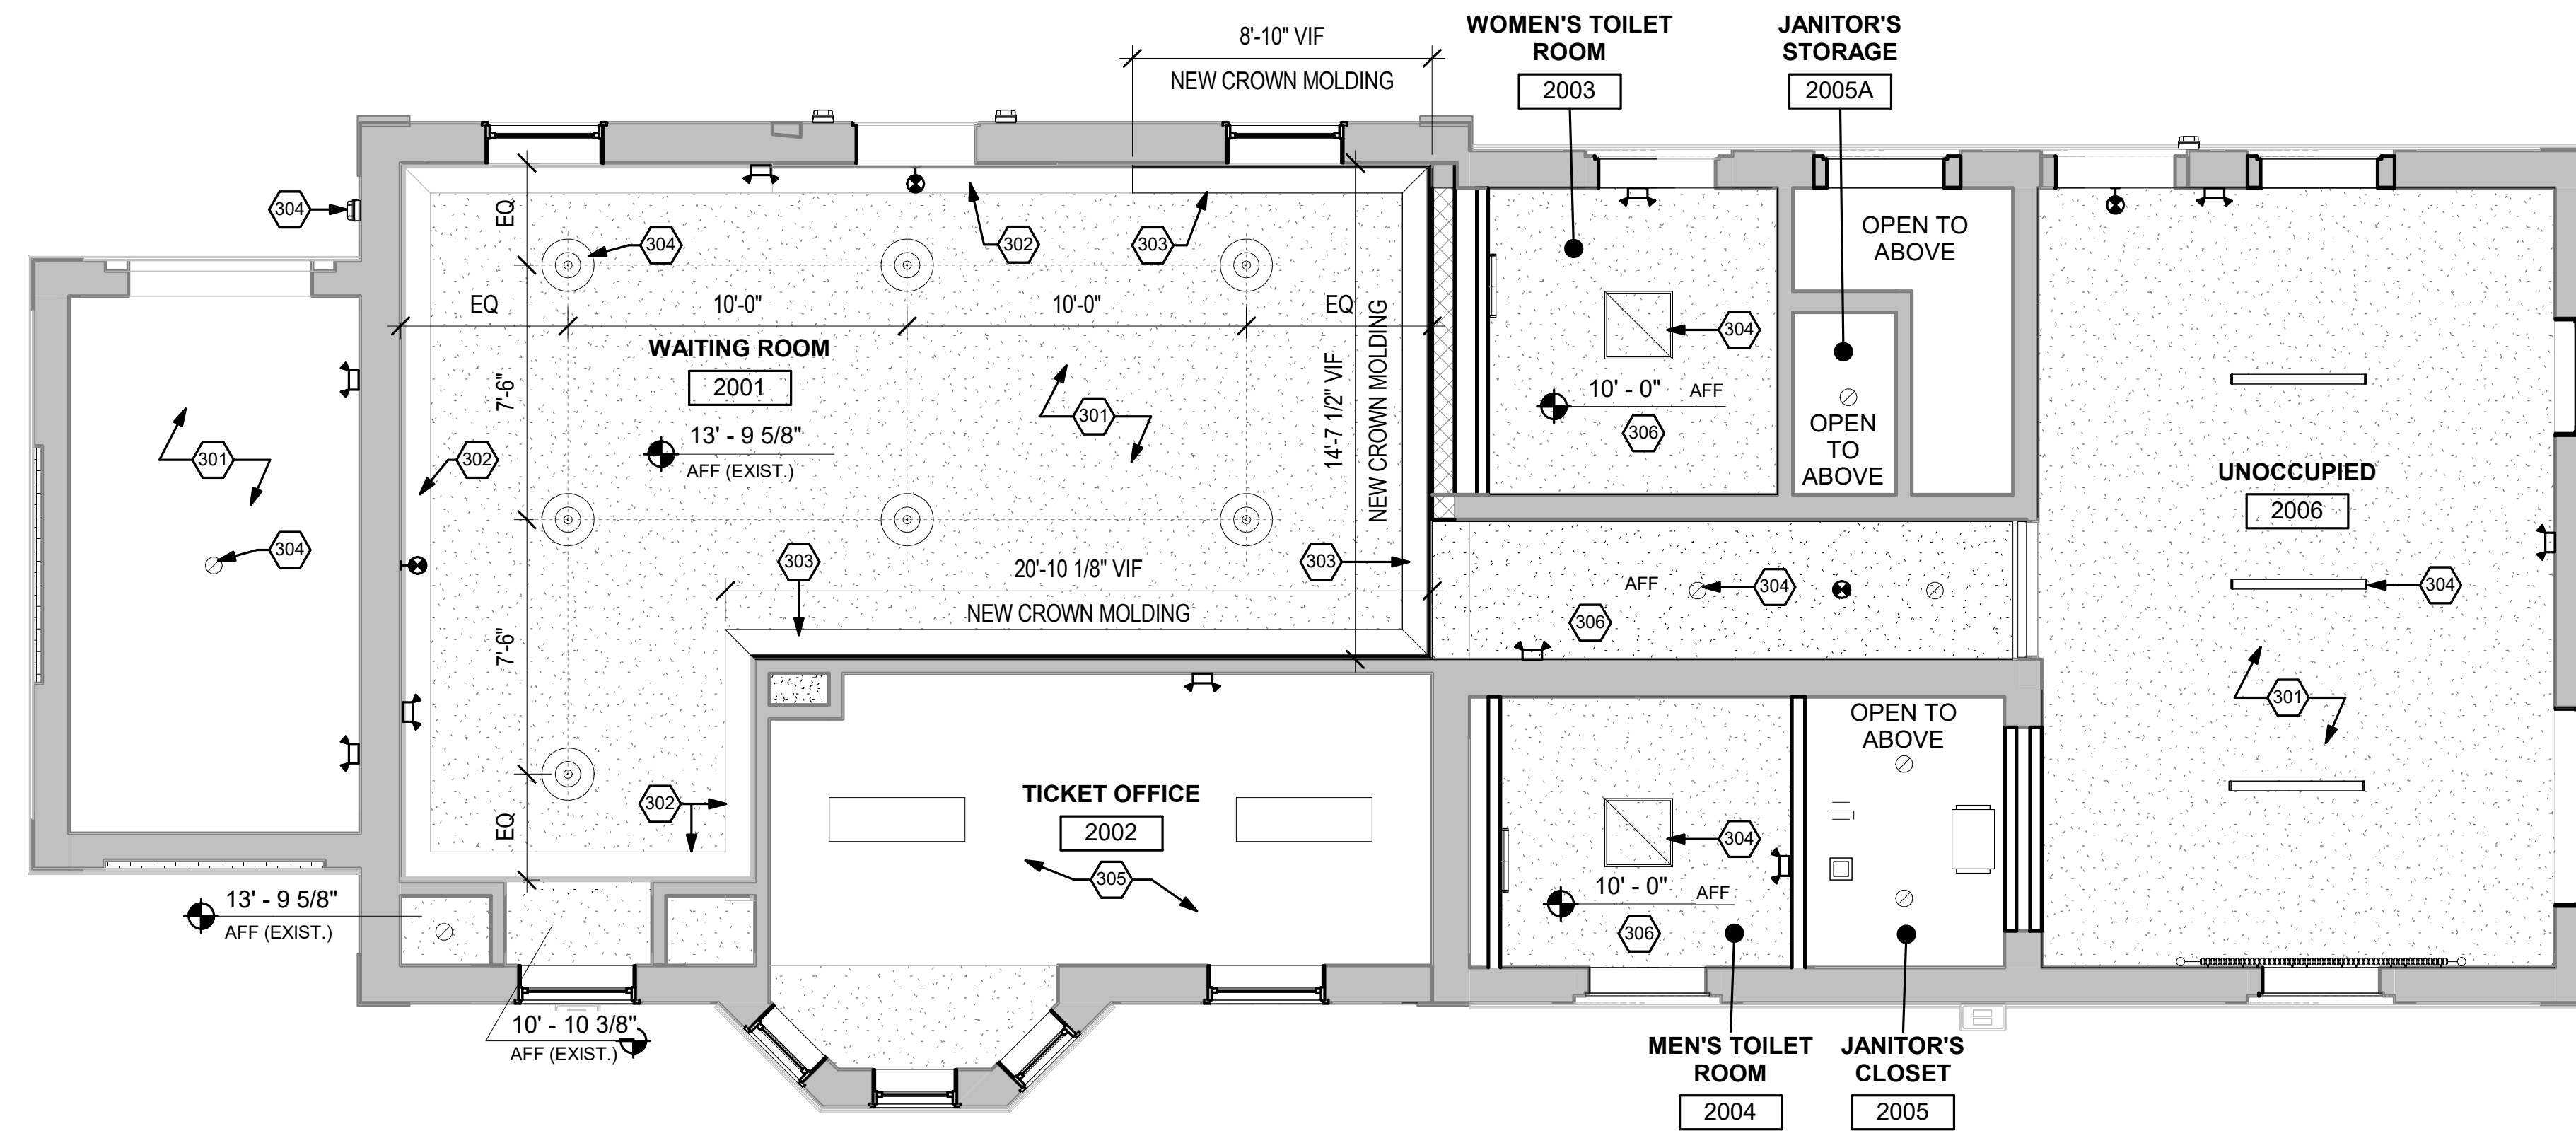 WOMEN'S TOILET
ROOM
2003
JANITOR'S
STORAGE
2005A
8'-10" VIF
NEW CROWN MOLDING
304
EQ
304
302
303
OPEN TO
ABOVE
EQ
10'-0"
10'-0"
EQ
304
WAITING ROOM
2001
7'-6"
14'-7 1/2" VIF
NEW CROWN MOLDING
301
10' - 0" AFF
306
13' - 9 5/8"
AFF (EXIST.)
301
302
OPEN
TO
ABOVE
UNOCCUPIED
2006
304
303
20'-10 1/8" VIF
303
NEW CROWN MOLDING
AFF
304
304
306
7'-6"
301
OPEN TO
ABOVE
302
EQ
TICKET OFFICE
2002
305
304
10' - 0" AFF
306
13' - 9 5/8"
AFF (EXIST.)
10' - 10 3/8"
AFF (EXIST.)
MEN'S TOILET
ROOM
2004
JANITOR'S
CLOSET
2005